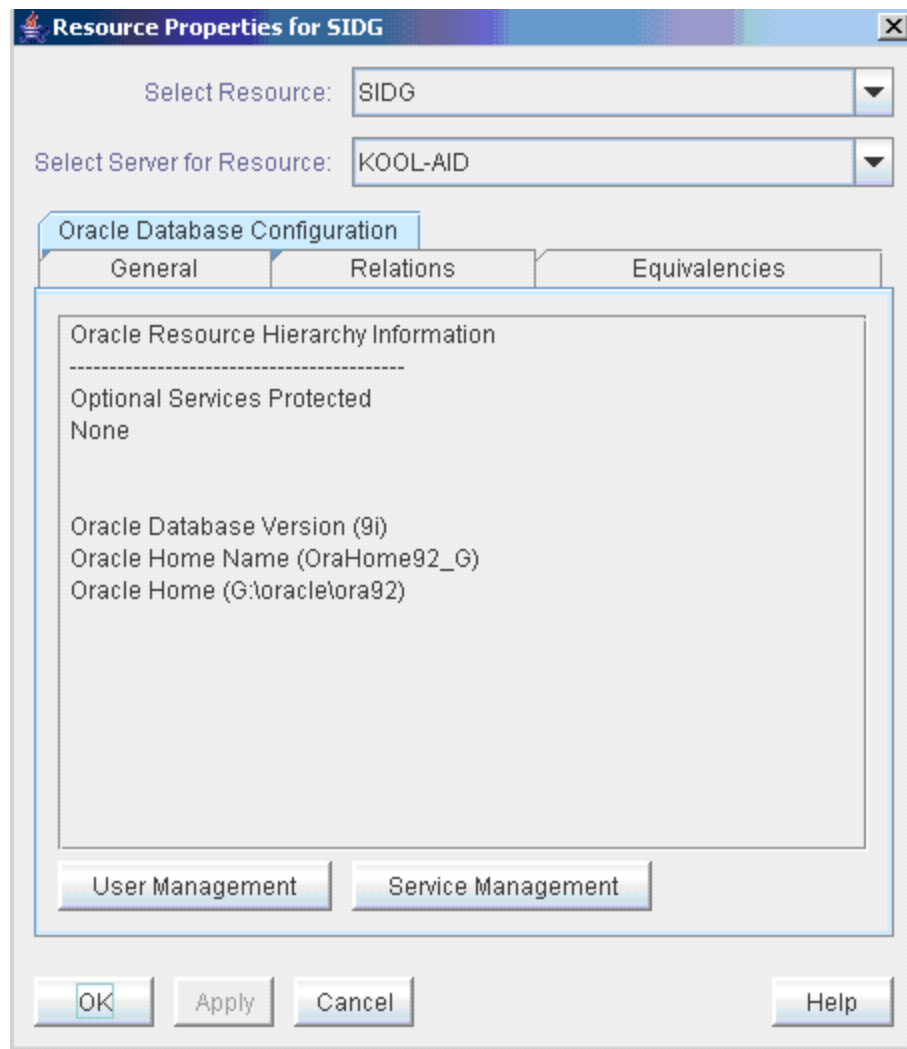 Resource Properties for SIDG
Select Resource: SIDG
Select Server for Resource: KOOL-AID
Oracle Database Configuration
General Relations Equivalencies
Oracle Resource Hierarchy Information
------------------------------------------
Optional Services Protected
None
Oracle Database Version (9i)
Oracle Home Name (OraHome92_G)
Oracle Home (G:\oracle\ora92)
User Management Service Management
OK Apply Cancel Help